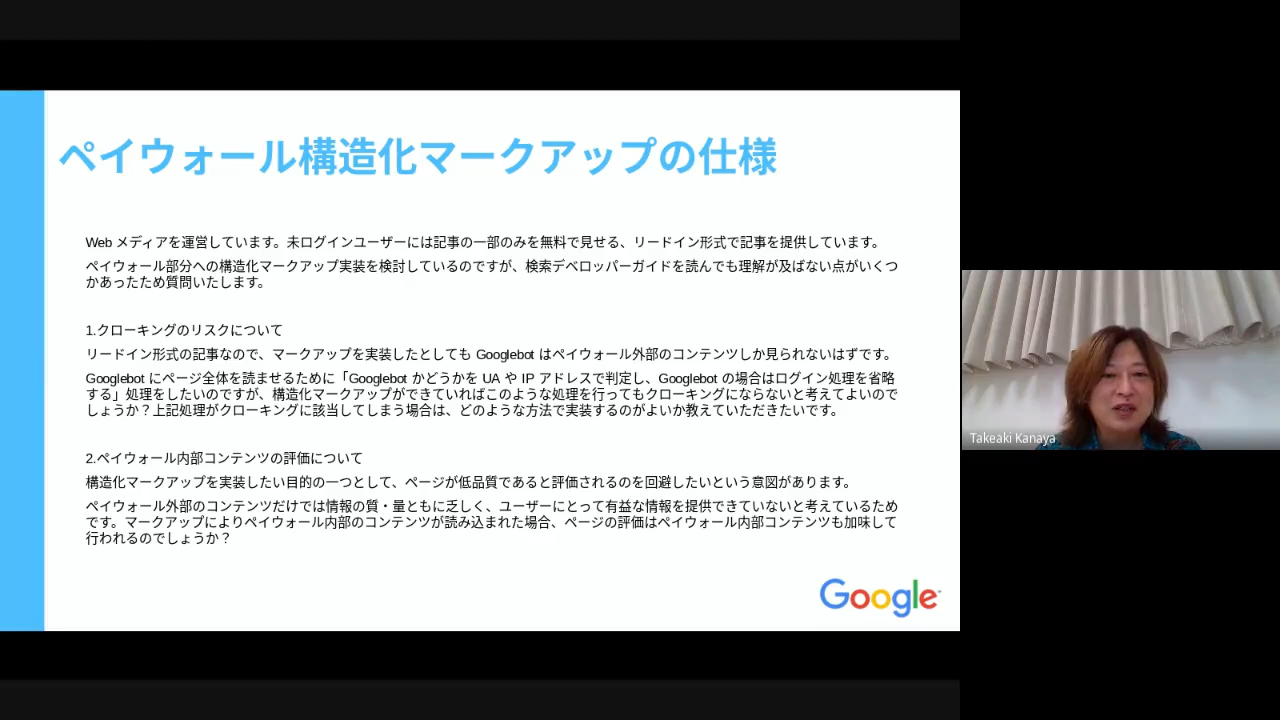 ペイウォール構造化マークアップの仕様
Web メディアを運営しています。未ログインユーザーには記事の一部のみを無料で見せる、リードイン形式で記事を提供しています。
ペイウォール部分への構造化マークアップ実装を検討しているのですが、検索デベロッパーガイドを読んでも理解が及ばない点がいくつ
かあったため質問いたします。
1.クローキングのリスクについて
リードイン形式の記事なので、マークアップを実装したとしても Googlebot はペイウォール外部のコンテンツしか見られないはずです。
Googlebot にページ全体を読ませるために「Googlebot かどうかを UA や IP アドレスで判定し、Googlebot の場合はログイン処理を省略
する」処理をしたいのですが、構造化マークアップができていればこのような処理を行ってもクローキングにならないと考えてよいので
しょうか？上記処理がクローキングに該当してしまう場合は、どのような方法で実装するのがよいか教えていただきたいです。
2.ペイウォール内部コンテンツの評価について
構造化マークアップを実装したい目的の一つとして、ページが低品質であると評価されるのを回避したいという意図があります。
ペイウォール外部のコンテンツだけでは情報の質・量ともに乏しく、ユーザーにとって有益な情報を提供できていないと考えているため
です。マークアップによりペイウォール内部のコンテンツが読み込まれた場合、ページの評価はペイウォール内部コンテンツも加味して
行われるのでしょうか？
Google
Takeaki Kanaya